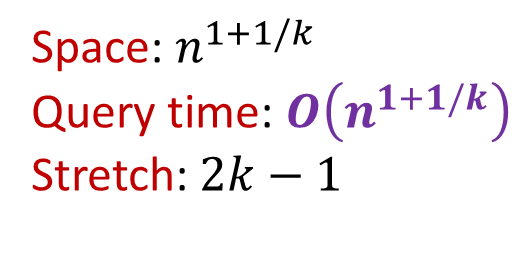 Space: n^{1+1/k}
Query time: O(n^{1+1/k})
Stretch: 2k − 1